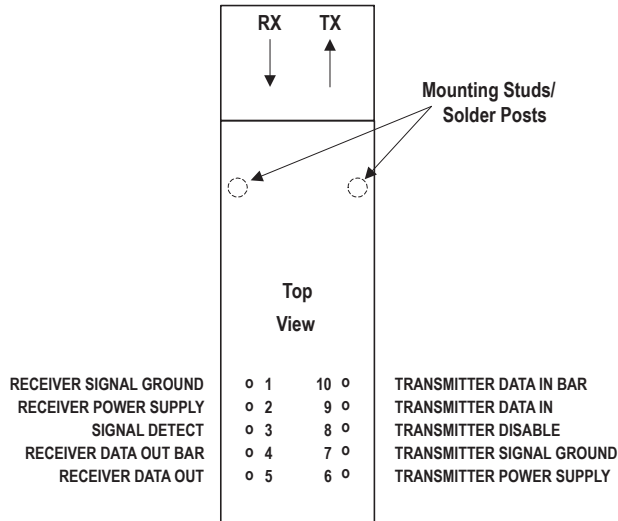 RX TX
Mounting Studs/
Solder Posts
Top
View
RECEIVER SIGNAL GROUND o 1 10 o TRANSMITTER DATA IN BAR
RECEIVER POWER SUPPLY o 2 9 o TRANSMITTER DATA IN
SIGNAL DETECT o 3 8 o TRANSMITTER DISABLE
RECEIVER DATA OUT BAR o 4 7 o TRANSMITTER SIGNAL GROUND
RECEIVER DATA OUT o 5 6 o TRANSMITTER POWER SUPPLY